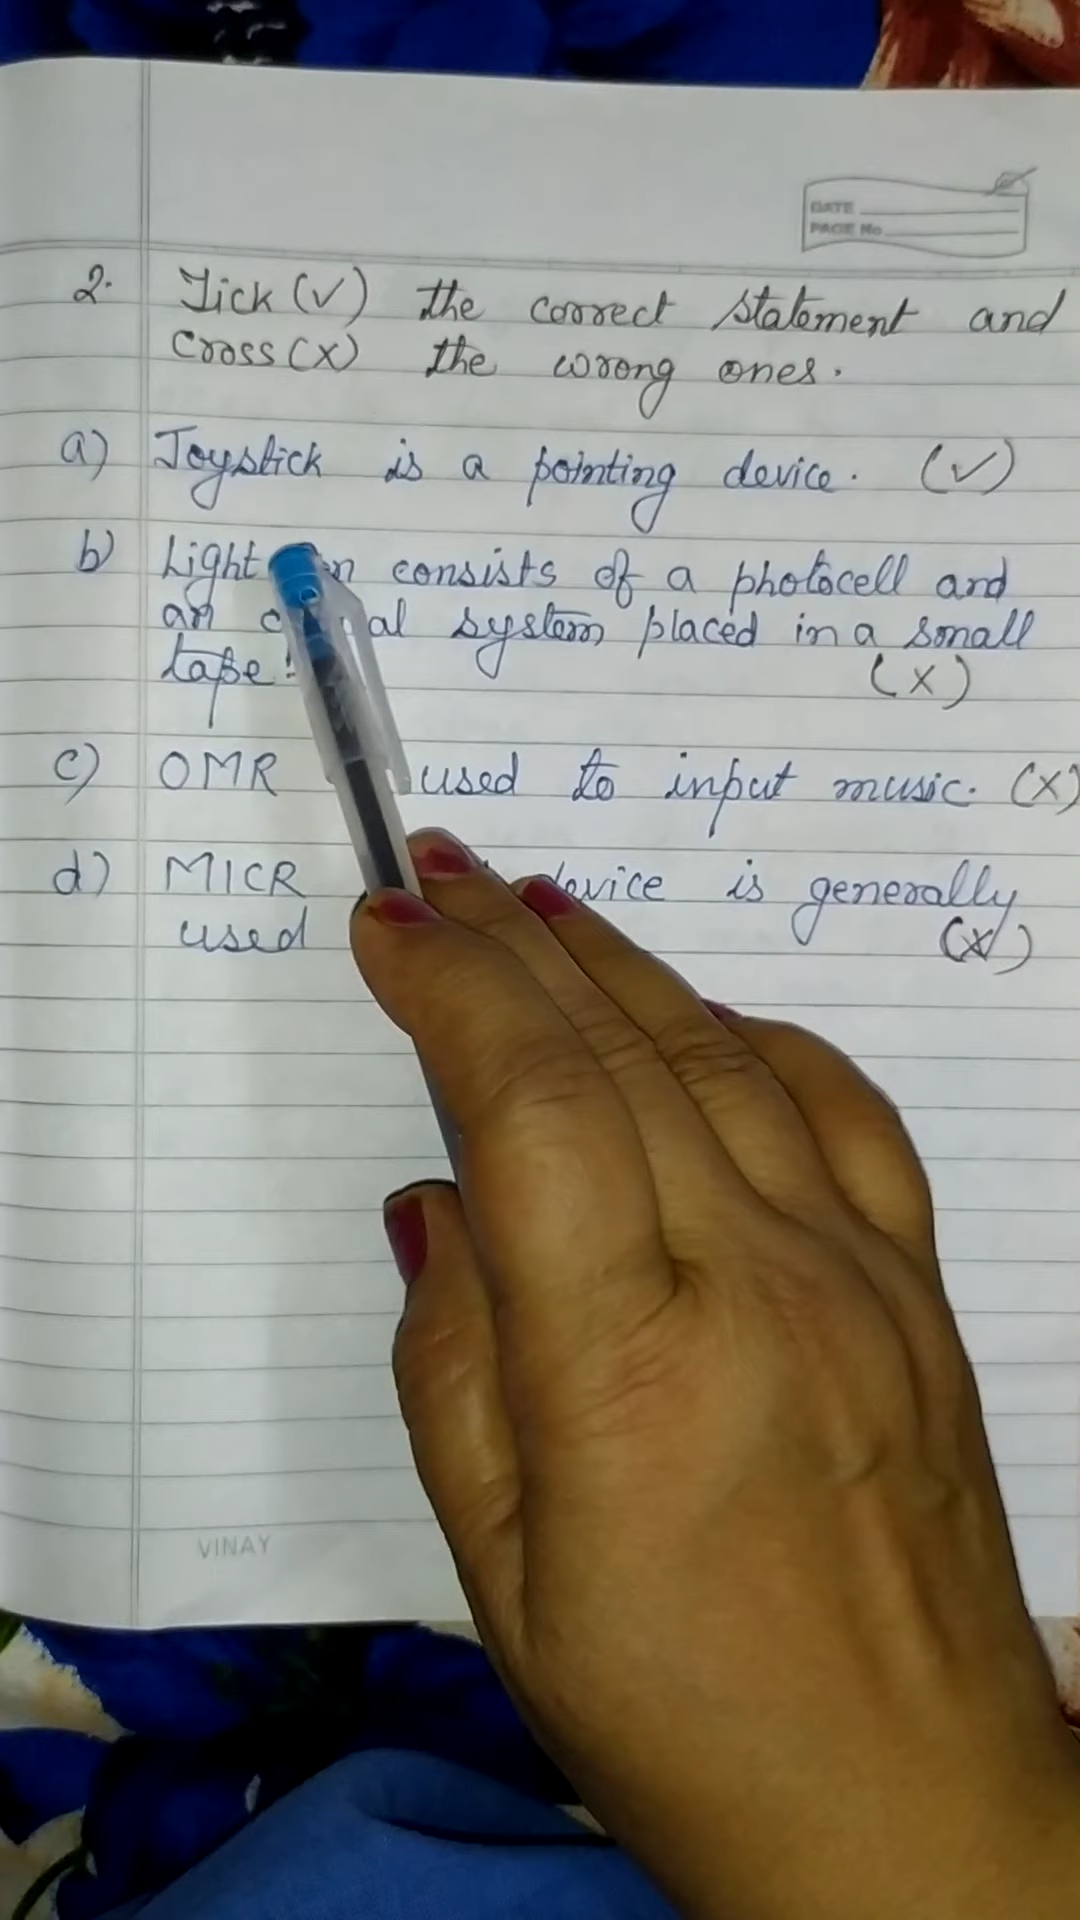 DATE
PAGE No
2. Tick (✓) the correct statement and
Cross (X) the wrong ones.
a) Joystick is a pointing device. (✓)
b) Light consists of a photocell and
an system placed in a small
tape. (X)
c) OMR used to input music. (X)
d) MICR device is generally
used (X)
VINAY